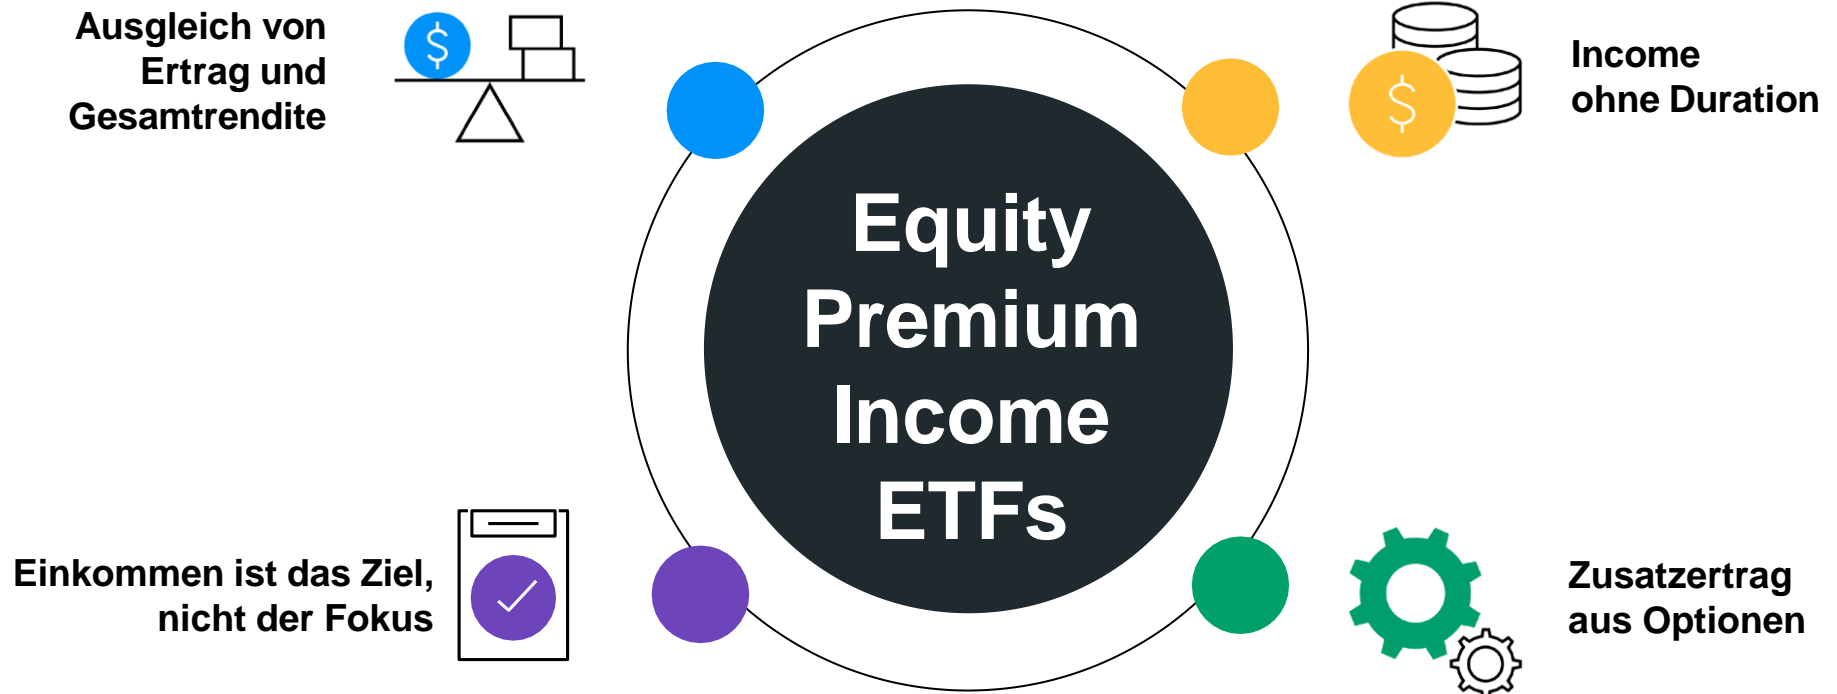 Ausgleich von
Ertrag und
Gesamtrendite
$
$
Income
ohne Duration
Equity
Premium
Income
ETFs
Einkommen ist das Ziel,
nicht der Fokus
Zusatzertrag
aus Optionen